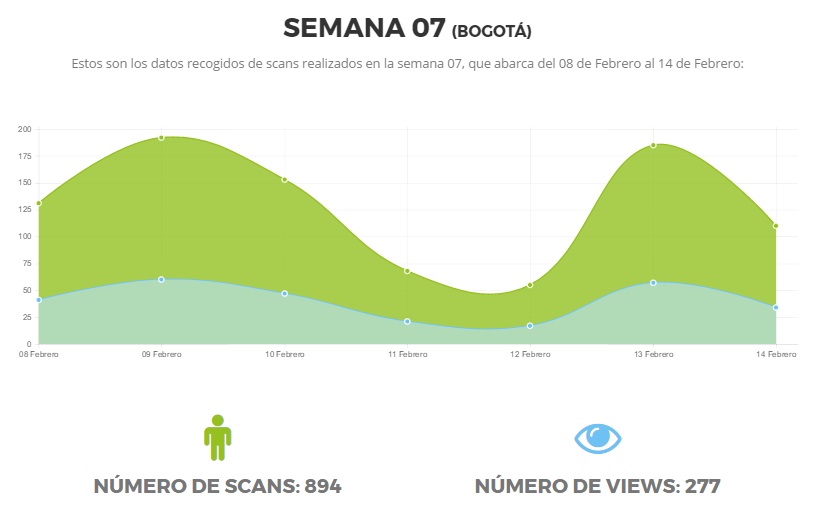 SEMANA 07 (BOGOTÁ)
Estos son los datos recogidos de scans realizados en la semana 07, que abarca del 08 de Febrero al 14 de Febrero:
200
175
150
125
100
75
50
25
0
08 Febrero 09 Febrero 10 Febrero 11 Febrero 12 Febrero 13 Febrero 14 Febrero
NÚMERO DE SCANS: 894 NÚMERO DE VIEWS: 277